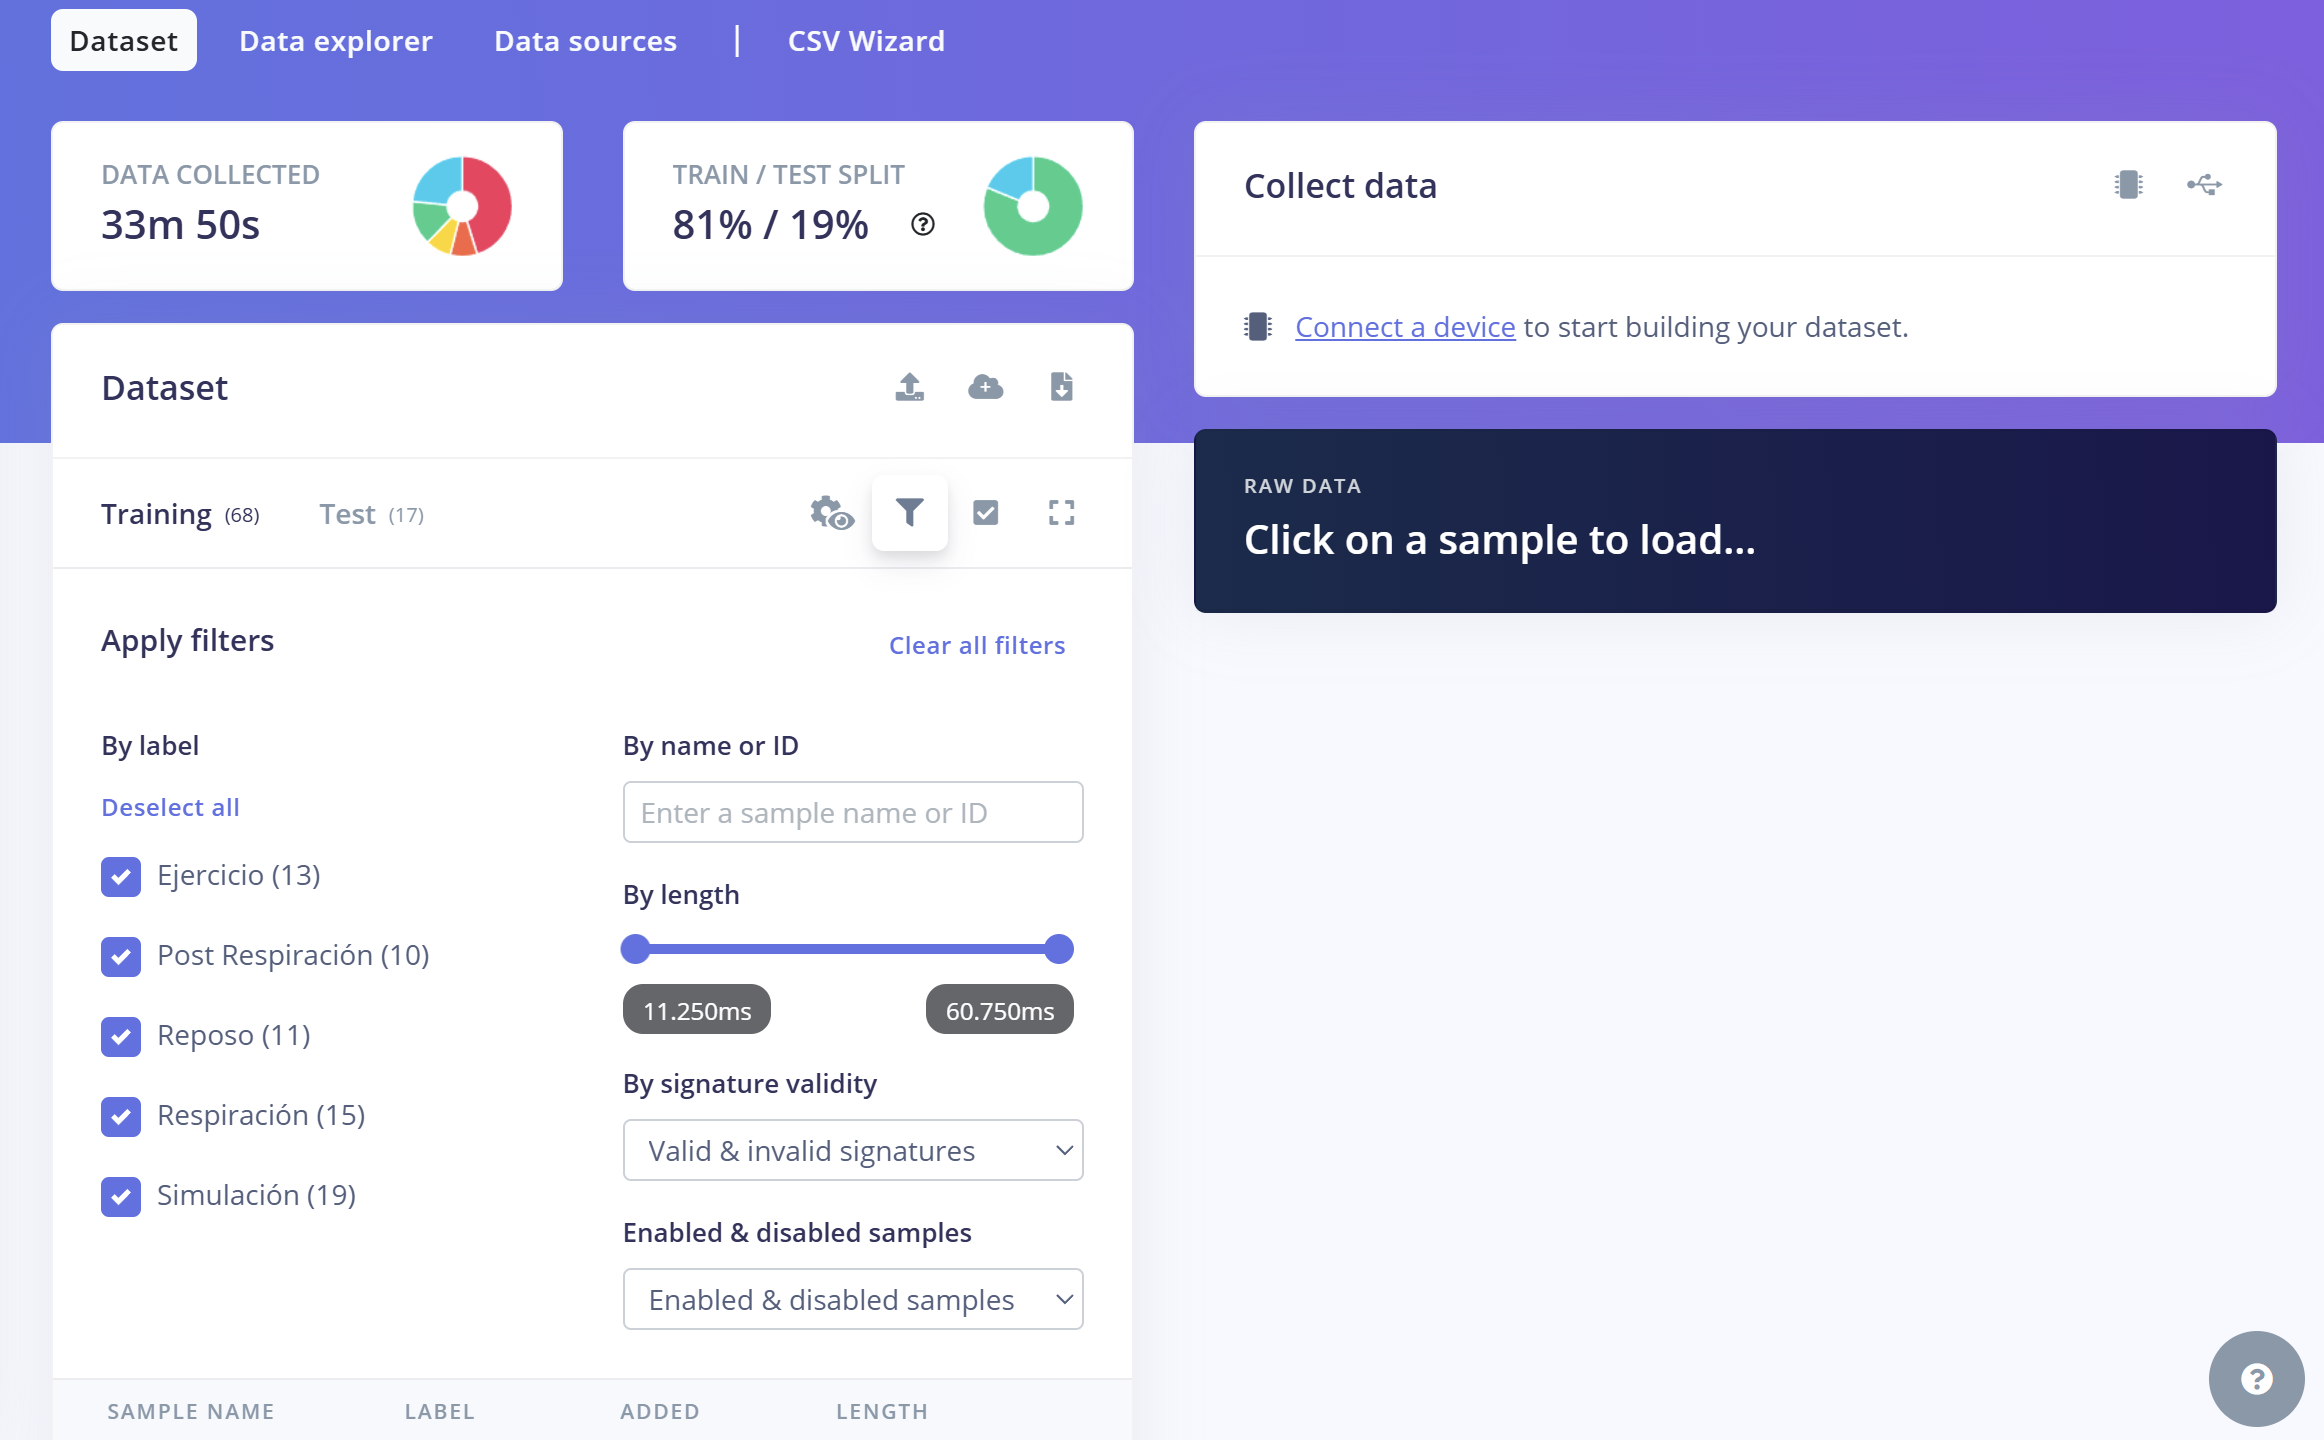 Dataset
Data explorer
Data sources
|
CSV Wizard
DATA COLLECTED
33m 50s
TRAIN / TEST SPLIT
81% / 19%
Collect data
Connect a device to start building your dataset.
Dataset
Training (68)
Test (17)
RAW DATA
Click on a sample to load...
Apply filters
Clear all filters
By label
Deselect all
Ejercicio (13)
Post Respiración (10)
Reposo (11)
Respiración (15)
Simulación (19)
By name or ID
Enter a sample name or ID
By length
11.250ms
60.750ms
By signature validity
Valid & invalid signatures
Enabled & disabled samples
Enabled & disabled samples
SAMPLE NAME
LABEL
ADDED
LENGTH